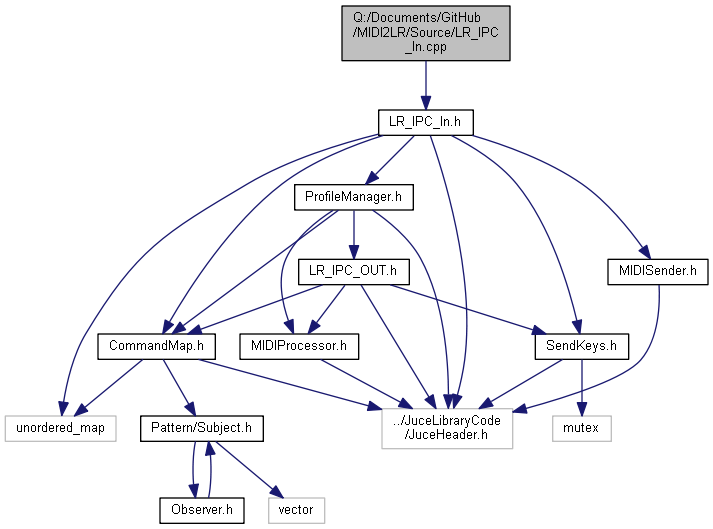 Q:/Documents/GitHub
/MIDI2LR/Source/LR_IPC
_In.cpp
LR_IPC_In.h
ProfileManager.h
LR_IPC_OUT.h
MIDISender.h
CommandMap.h
MIDIProcessor.h
SendKeys.h
unordered_map
Pattern/Subject.h
../JuceLibraryCode
/JuceHeader.h
mutex
Observer.h
vector